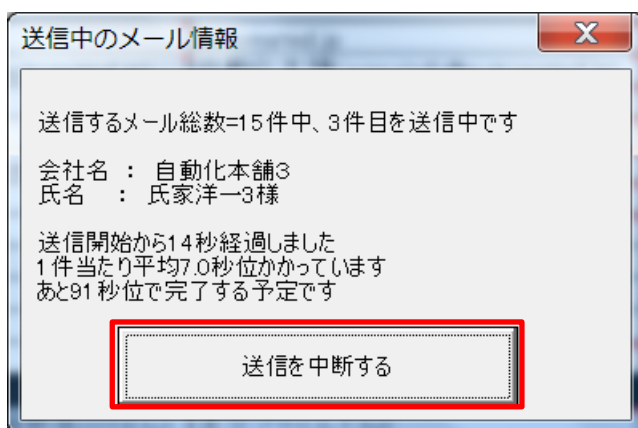 送信中のメール情報
X
送信するメール総数=15件中、3件目を送信中です
会社名 : 自動化本舗3
氏名 : 氏家洋一3様
送信開始から14秒経過しました
1件当たり平均7.0秒位かかっています
あと91秒位で完了する予定です
送信を中断する